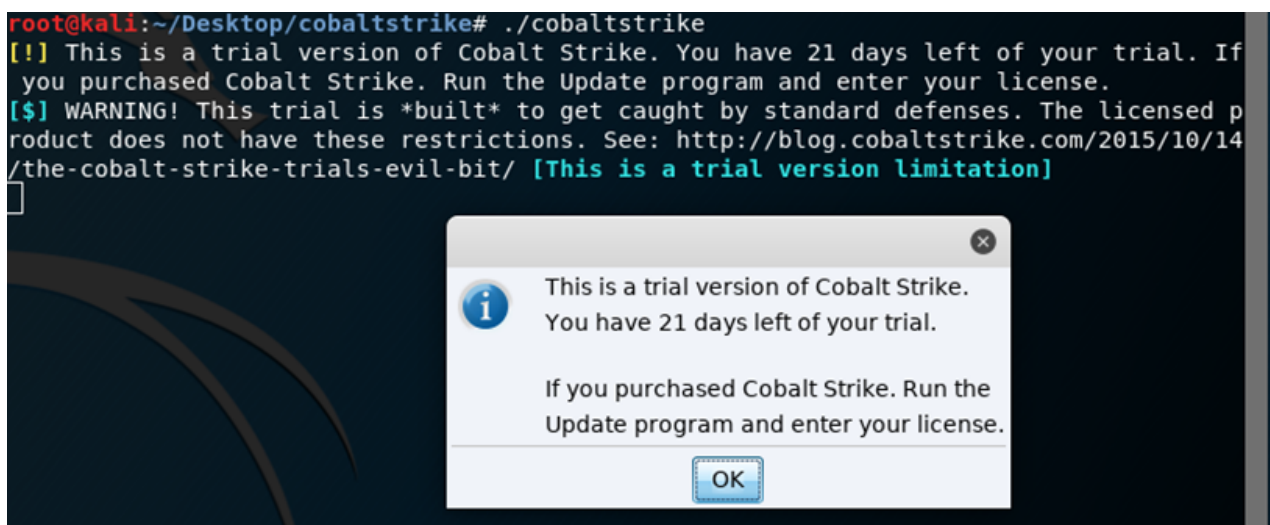 root@kali:~/Desktop/cobaltstrike# ./cobaltstrike
[!] This is a trial version of Cobalt Strike. You have 21 days left of your trial. If
 you purchased Cobalt Strike. Run the Update program and enter your license.
[$] WARNING! This trial is *built* to get caught by standard defenses. The licensed p
roduct does not have these restrictions. See: http://blog.cobaltstrike.com/2015/10/14
/the-cobalt-strike-trials-evil-bit/ [This is a trial version limitation]
This is a trial version of Cobalt Strike.
You have 21 days left of your trial.
If you purchased Cobalt Strike. Run the
Update program and enter your license.
OK